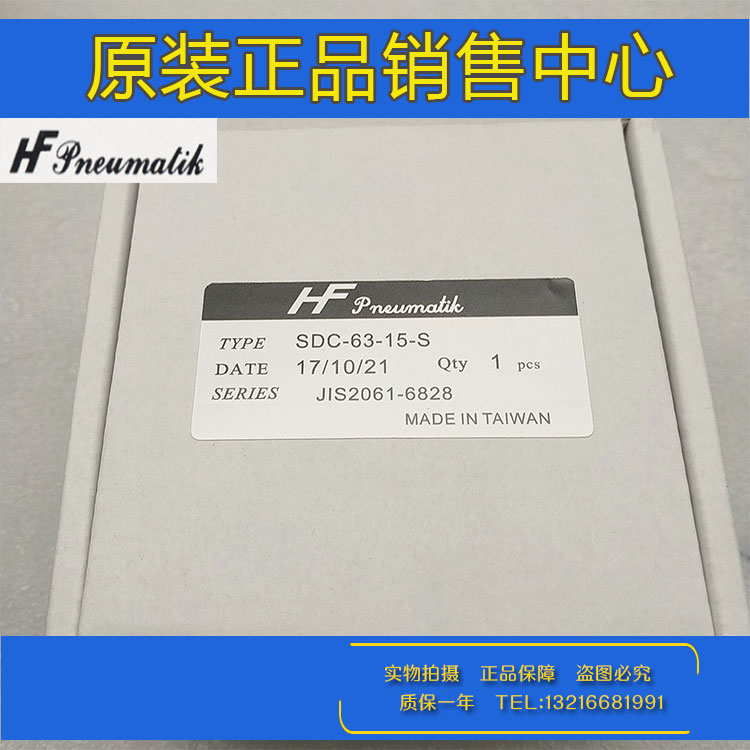 原装正品销售中心
HF Pneumatik
HF Pneumatik
TYPE SDC-63-15-S
DATE 17/10/21 Qty 1 pcs
SERIES JIS2061-6828
MADE IN TAIWAN
实物拍摄 正品保障 盗图必究
质保一年 TEL:13216681991